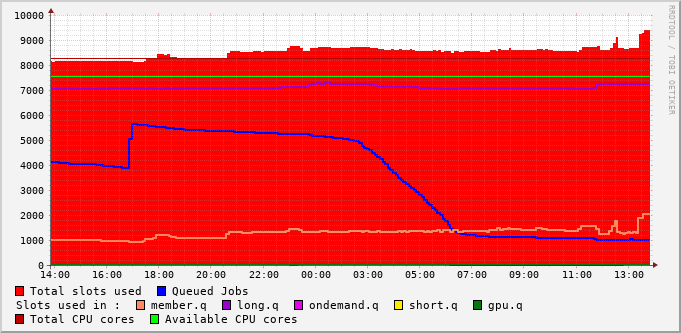 RRDTOOL / TOBI OETIKER
10000
9000
8000
7000
6000
5000
4000
3000
2000
1000
0
14:00 16:00 18:00 20:00 22:00 00:00 03:00 05:00 07:00 09:00 11:00 13:00
Total slots used Queued Jobs
Slots used in : member.q long.q ondemand.q short.q gpu.q
Total CPU cores Available CPU cores